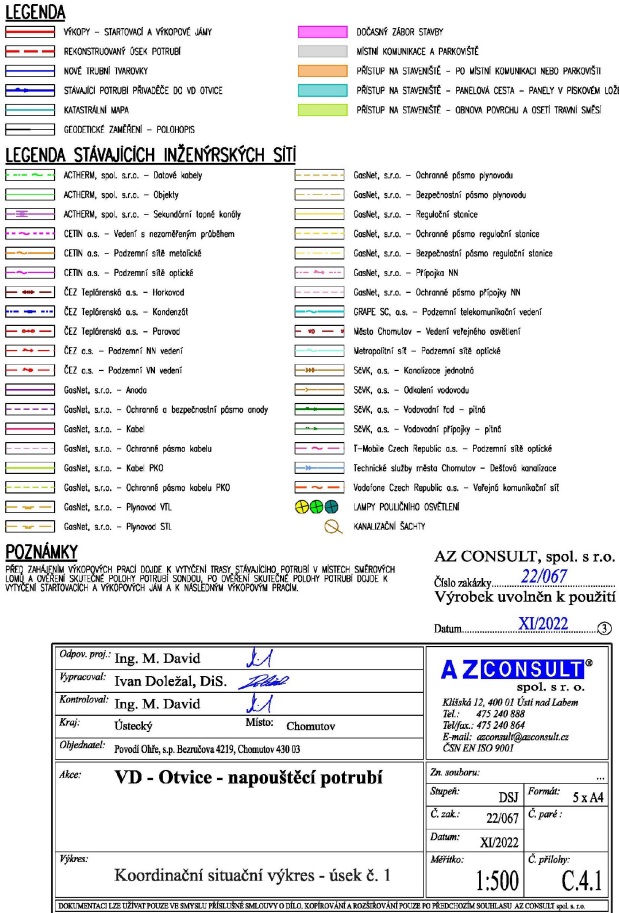 LEGENDA
VÝKOPY - STARTOVACÍ A VÝKOPOVÉ JÁMY
REKONSTRUOVANÝ ÚSEK POTRUBÍ
NOVÉ TRUBNÍ TVAROVKY
STÁVAJÍCÍ POTRUBÍ PŘIVADĚČE DO VD OTVICE
KATASTRÁLNÍ MAPA
GEODETICKÉ ZAMĚŘENÍ - POLOHOPIS
DOČASNÝ ZÁBOR STAVBY
MÍSTNÍ KOMUNIKACE A PARKOVIŠTĚ
PŘÍSTUP NA STAVENIŠTĚ - PO MÍSTNÍ KOMUNIKACI NEBO PARKOVIŠTI
PŘÍSTUP NA STAVENIŠTĚ - PANELOVÁ CESTA - PANELY V PÍSKOVÉM LOŽ
PŘÍSTUP NA STAVENIŠTĚ - OBNOVA POVRCHU A OSETÍ TRAVNÍ SMĚSÍ
LEGENDA STÁVAJÍCÍCH INŽENÝRSKÝCH SÍTÍ
ACTHERM, spol. s.r.o. - Datové kabely
ACTHERM, spol. s.r.o. - Objekty
ACTHERM, spol. s.r.o. - Sekundární topné kanály
CETIN a.s. - Vedení s nezaměřeným průběhem
CETIN a.s. - Podzemní sítě metalické
CETIN a.s. - Podzemní sítě optické
ČEZ Teplárenská a.s. - Horkovod
ČEZ Teplárenská a.s. - Kondenzát
ČEZ Teplárenská a.s. - Parovod
ČEZ a.s. - Podzemní NN vedení
ČEZ a.s. - Podzemní VN vedení
GasNet, s.r.o. - Anoda
GasNet, s.r.o. - Ochranné a bezpečnostní pásmo anody
GasNet, s.r.o. - Kabel
GasNet, s.r.o. - Ochranné pásmo kabelu
GasNet, s.r.o. - Kabel PKO
GasNet, s.r.o. - Ochranné pásmo kabelu PKO
GasNet, s.r.o. - Plynovod VTL
GasNet, s.r.o. - Plynovod STL
GasNet, s.r.o. - Ochranné pásmo plynovodu
GasNet, s.r.o. - Bezpečnostní pásmo plynovodu
GasNet, s.r.o. - Regulační stanice
GasNet, s.r.o. - Ochranné pásmo regulační stanice
GasNet, s.r.o. - Bezpečnostní pásmo regulační stanice
GasNet, s.r.o. - Přípojka NN
GasNet, s.r.o. - Ochranné pásmo přípojky NN
GRAPE SC, a.s. - Podzemní telekomunikační vedení
Město Chomutov - Vedení veřejného osvětlení
Metropolitní síť - Podzemní sítě optické
SčVK, a.s. - Kanalizace jednotná
SčVK, a.s. - Odkalení vodovodu
SčVK, a.s. - Vodovodní řad - pitná
SčVK, a.s. - Vodovodní přípojky - pitná
T-Mobile Czech Republic a.s. - Podzemní sítě optické
Technické služby města Chomutov - Dešťová kanalizace
Vodafone Czech Republic a.s. - Veřejná komunikační síť
LAMPY POULIČNÍHO OSVĚTLENÍ
KANALIZAČNÍ ŠACHTY
POZNÁMKY
PŘED ZAHÁJENÍM VÝKOPOVÝCH PRACÍ DOJDE K VYTYČENÍ TRASY STÁVAJÍCÍHO POTRUBÍ V MÍSTECH SMĚROVÝCH
LOMŮ A OVĚŘENÍ SKUTEČNÉ POLOHY POTRUBÍ SONDOU, PO OVĚŘENÍ SKUTEČNÉ POLOHY POTRUBÍ DOJDE K
VYTYČENÍ STARTOVACÍCH A VÝKOPOVÝCH JAM A K NÁSLEDNÝM VÝKOPOVÝM PRACÍM.
AZ CONSULT, spol. s r.o.
Číslo zakázky 22/067
Výrobek uvolněn k použití
Datum XI/2022 3
Odpov. proj.: Ing. M. David
Vypracoval: Ivan Doležal, DiS.
Kontroloval: Ing. M. David
Kraj: Ústecký Místo: Chomutov
Objednatel: Povodí Ohře, s.p. Bezručova 4219, Chomutov 430 03
AZ CONSULT®
spol. s r. o.
Klíšská 12, 400 01 Ústí nad Labem
Tel.: 475 240 888
Tel/fax.: 475 240 864
E-mail: azconsult@azconsult.cz
ČSN EN ISO 9001
Akce: VD - Otvice - napouštěcí potrubí
Zn. souboru: ...
Stupeň: DSJ Formát: 5 x A4
Č. zak.: 22/067 Č. paré :
Datum: XI/2022
Výkres: Koordinační situační výkres - úsek č. 1
Měřítko: 1:500 Č. přílohy: C.4.1
DOKUMENTACI LZE UŽÍVAT POUZE VE SMYSLU PŘÍSLUŠNÉ SMLOUVY O DÍLO. KOPÍROVÁNÍ A ROZŠIŘOVÁNÍ POUZE PO PŘEDCHOZÍM SOUHLASU AZ CONSULT spol. s r.o.